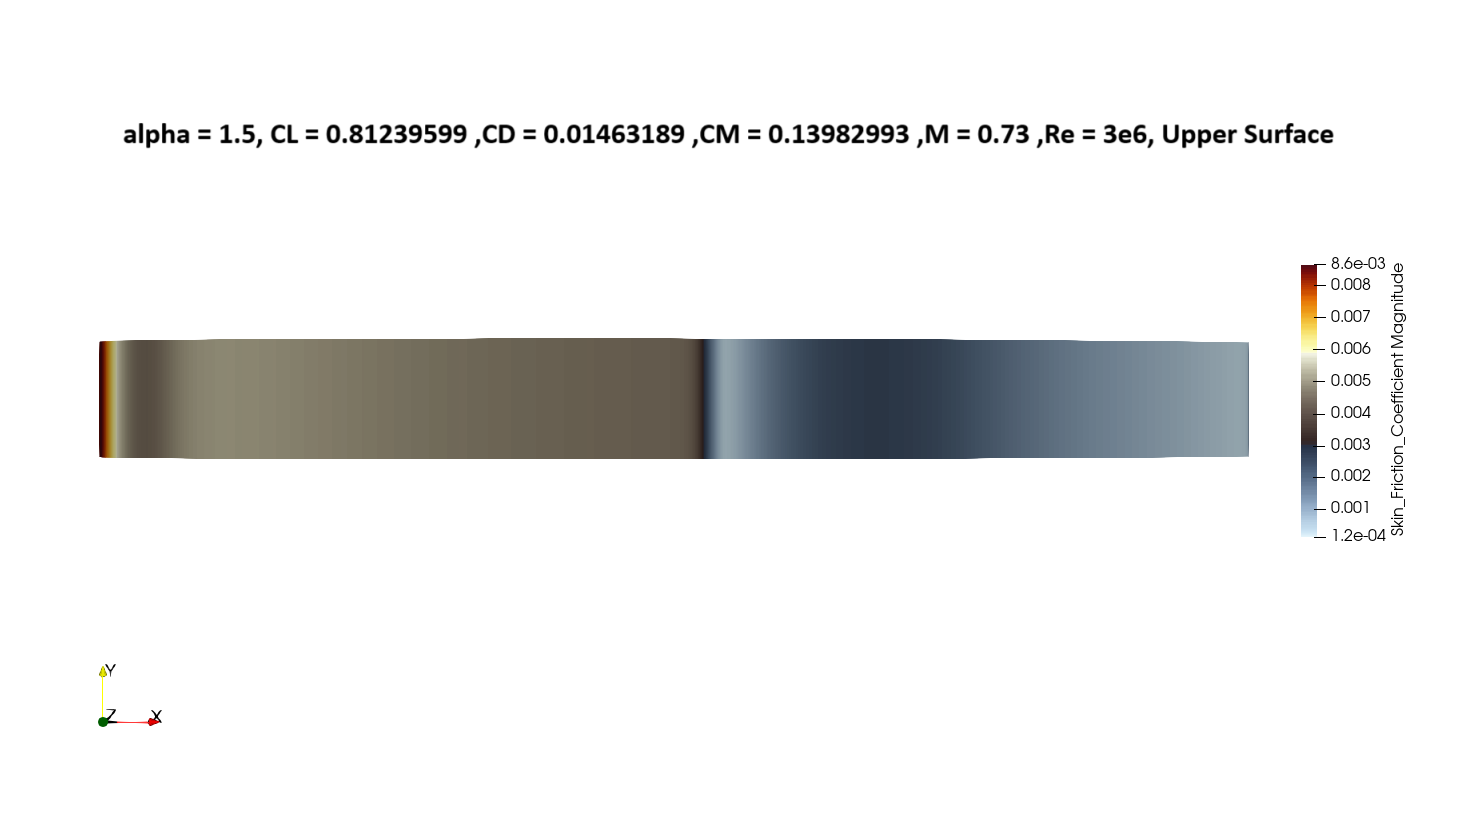 alpha = 1.5, CL = 0.81239599 ,CD = 0.01463189 ,CM = 0.13982993 ,M = 0.73 ,Re = 3e6, Upper Surface
8.6e-03
0.008
0.007
0.006
0.005
0.004
0.003
0.002
0.001
1.2e-04
Skin_Friction_Coefficient Magnitude
Y
Z
X